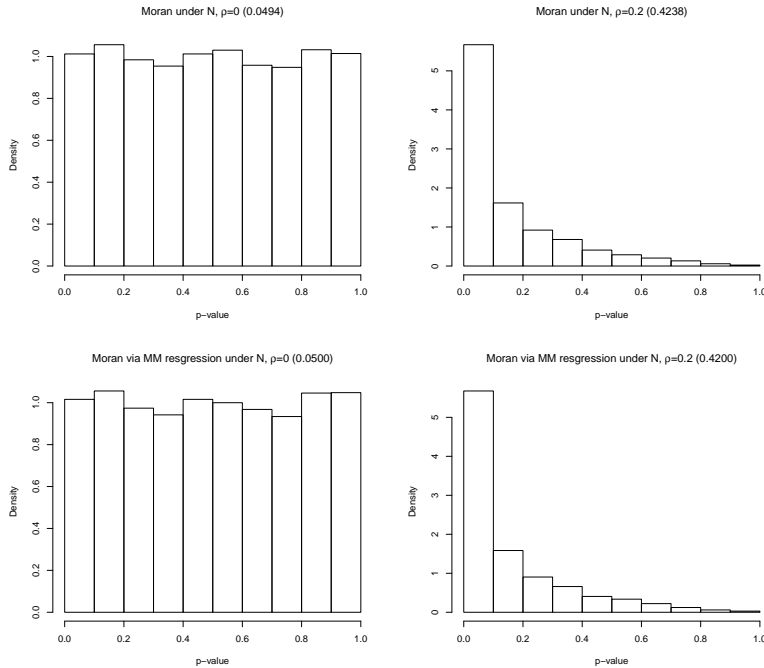 Moran under N, ρ=0 (0.0494)
Density
0.0 0.2 0.4 0.6 0.8 1.0
0.0 0.2 0.4 0.6 0.8 1.0
p−value
Moran under N, ρ=0.2 (0.4238)
Density
0 1 2 3 4 5
0.0 0.2 0.4 0.6 0.8 1.0
p−value
Moran via MM resgression under N, ρ=0 (0.0500)
Density
0.0 0.2 0.4 0.6 0.8 1.0
0.0 0.2 0.4 0.6 0.8 1.0
p−value
Moran via MM resgression under N, ρ=0.2 (0.4200)
Density
0 1 2 3 4 5
0.0 0.2 0.4 0.6 0.8 1.0
p−value